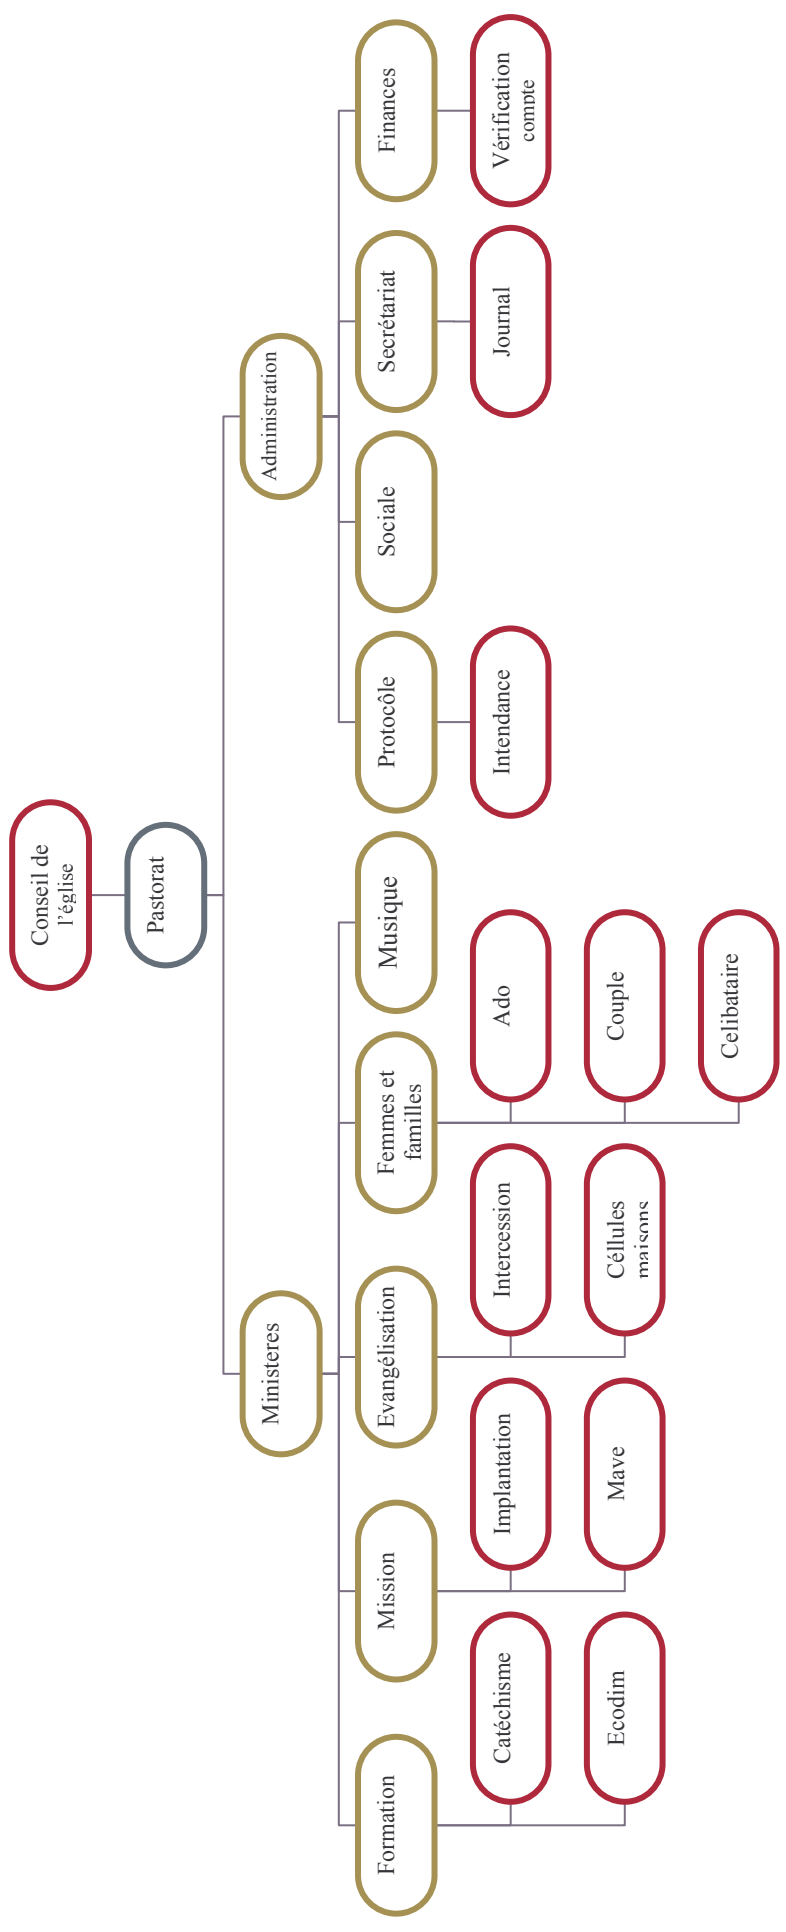 Conseil de
l'église
Pastorat
Ministeres
Administration
Formation
Mission
Evangélisation
Femmes et
familles
Musique
Protocôle
Sociale
Secrétariat
Finances
Catéchisme
Ecodim
Implantation
Mave
Intercession
Céllules
maisons
Ado
Couple
Celibataire
Intendance
Journal
Vérification
compte